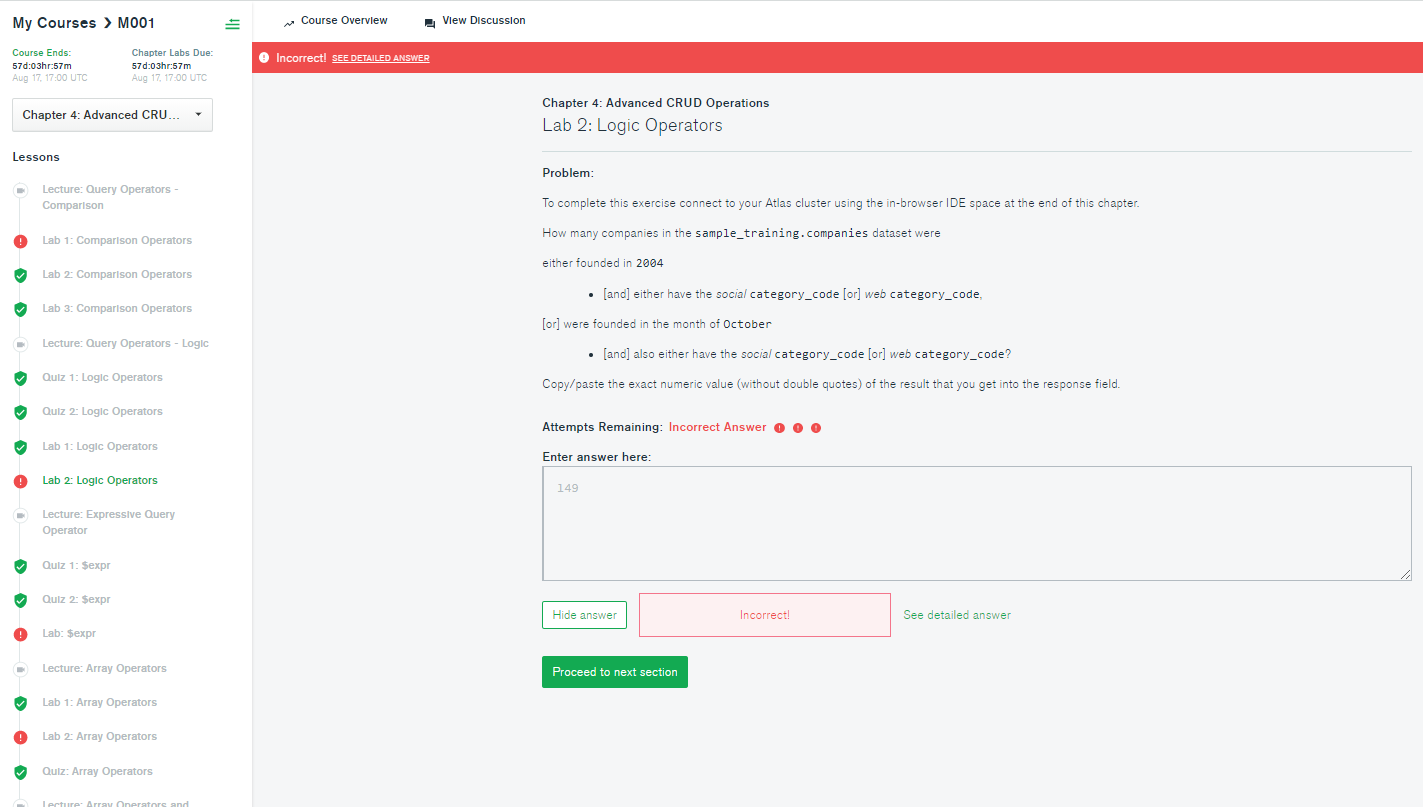 My Courses > M001
Course Ends:
57d:03hr:57m
Aug 17, 17:00 UTC
Chapter Labs Due:
57d:03hr:57m
Aug 17, 17:00 UTC
Chapter 4: Advanced CRU...
Lessons
Lecture: Query Operators -
Comparison
Lab 1: Comparison Operators
Lab 2: Comparison Operators
Lab 3: Comparison Operators
Lecture: Query Operators - Logic
Quiz 1: Logic Operators
Quiz 2: Logic Operators
Lab 1: Logic Operators
Lab 2: Logic Operators
Lecture: Expressive Query
Operator
Quiz 1: $expr
Quiz 2: $expr
Lab: $expr
Lecture: Array Operators
Lab 1: Array Operators
Lab 2: Array Operators
Quiz: Array Operators
Lecture: Array Operators and
Course Overview
View Discussion
Incorrect! SEE DETAILED ANSWER
Chapter 4: Advanced CRUD Operations
Lab 2: Logic Operators
Problem:
To complete this exercise connect to your Atlas cluster using the in-browser IDE space at the end of this chapter.
How many companies in the sample_training.companies dataset were
either founded in 2004
• [and] either have the social category_code [or] web category_code,
[or] were founded in the month of October
• [and] also either have the social category_code [or] web category_code?
Copy/paste the exact numeric value (without double quotes) of the result that you get into the response field.
Attempts Remaining: Incorrect Answer
Enter answer here:
149
Hide answer
Incorrect!
See detailed answer
Proceed to next section